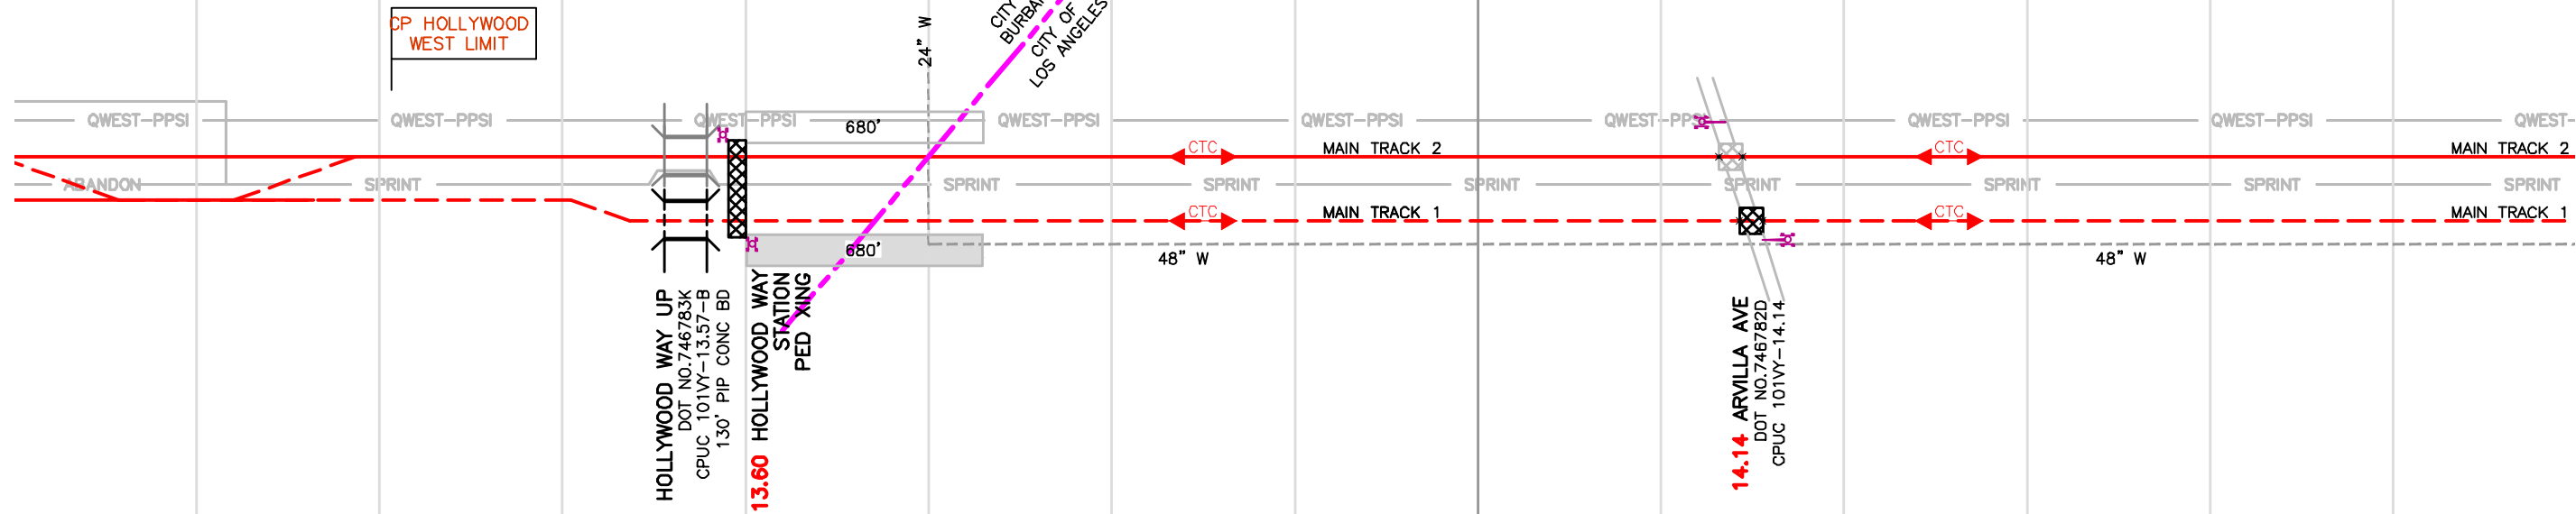 CP HOLLYWOOD
WEST LIMIT
24" W
CITY OF
LOS ANGELES
QWEST-PPSI
QWEST-PPSI
QWEST-PPSI
680'
QWEST-PPSI
QWEST-PPSI
QWEST-PPSI
QWEST-PPSI
QWEST-PPSI
QWEST-
CTC
MAIN TRACK 2
CTC
MAIN TRACK 2
ABANDON
SPRINT
SPRINT
SPRINT
SPRINT
SPRINT
SPRINT
SPRINT
SPRINT
CTC
MAIN TRACK 1
CTC
MAIN TRACK 1
680'
48" W
48" W
HOLLYWOOD WAY UP
DOT NO.746783K
CPUC 101VY-13.57-B
130' PIP CONC BD
13.60 HOLLYWOOD WAY
STATION
PED XING
14.14 ARVILLA AVE
DOT NO.746782D
CPUC 101VY-14.14